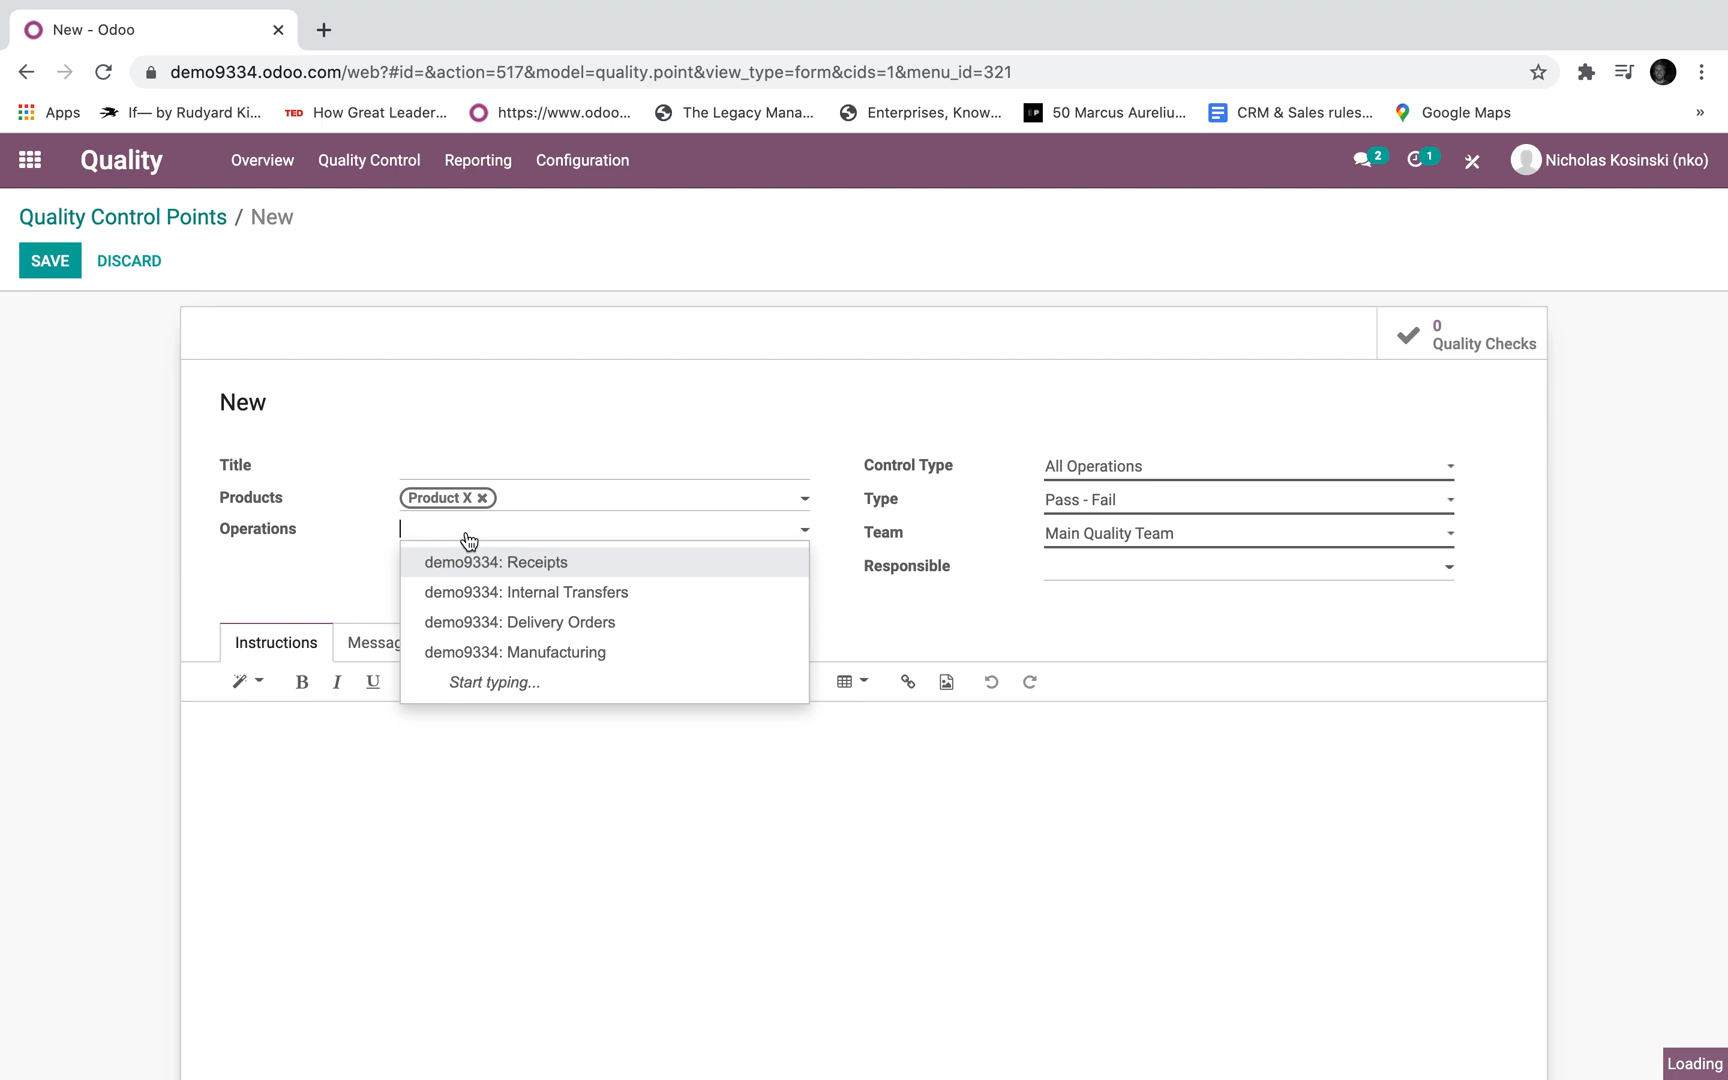 New - Odoo
demo9334.odoo.com/web?#id=&action=517&model=quality.point&view_type=form&cids=1&menu_id=321
Apps If— by Rudyard Ki... TED How Great Leader... https://www.odoo... The Legacy Mana... Enterprises, Know... 50 Marcus Aureliu... CRM & Sales rules... Google Maps »
Quality Overview Quality Control Reporting Configuration 2 1 Nicholas Kosinski (nko)
Quality Control Points / New
SAVE DISCARD
0
Quality Checks
New
Title
Products Product X
Operations
demo9334: Receipts
demo9334: Internal Transfers
demo9334: Delivery Orders
demo9334: Manufacturing
Start typing...
Control Type All Operations
Type Pass - Fail
Team Main Quality Team
Responsible
Instructions Messag
B I U
Loading